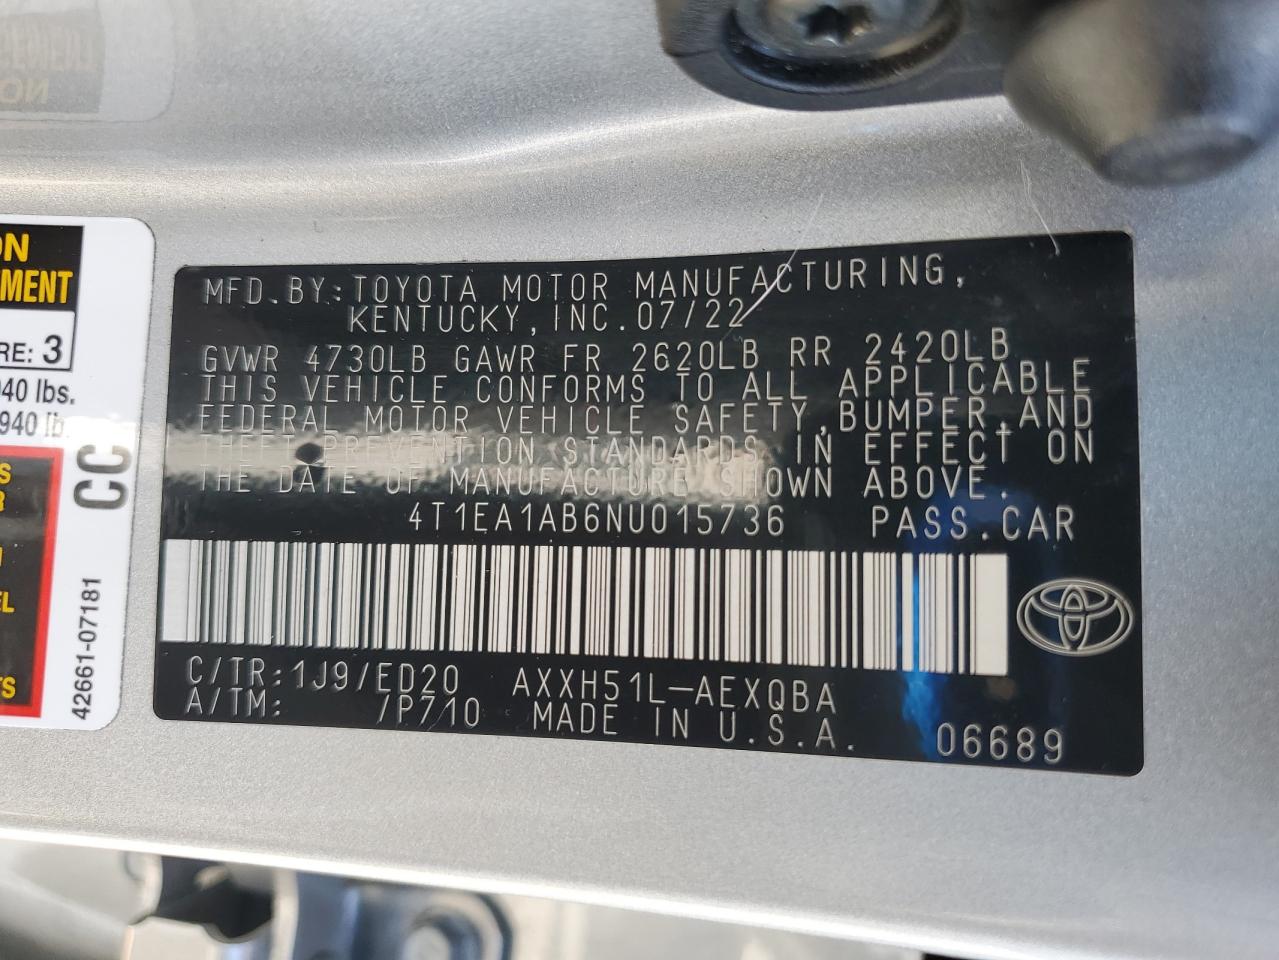 ON
EMENT
RE: 3
940 lbs.
940 lb.
CC
42661-07181
MFD.BY:TOYOTA MOTOR MANUFACTURING,
KENTUCKY,INC.07/22
GVWR 4730LB GAWR FR 2620LB RR 2420LB
THIS VEHICLE CONFORMS TO ALL APPLICABLE
FEDERAL MOTOR VEHICLE SAFETY,BUMPER,AND
THEFT PREVENTION STANDARDS IN EFFECT ON
THE DATE OF MANUFACTURE SHOWN ABOVE.
4T1EA1AB6NU015736 PASS.CAR
C/TR:1J9/ED20 AXXH51L-AEXQBA
A/TM: /P710 MADE IN U.S.A. 06689